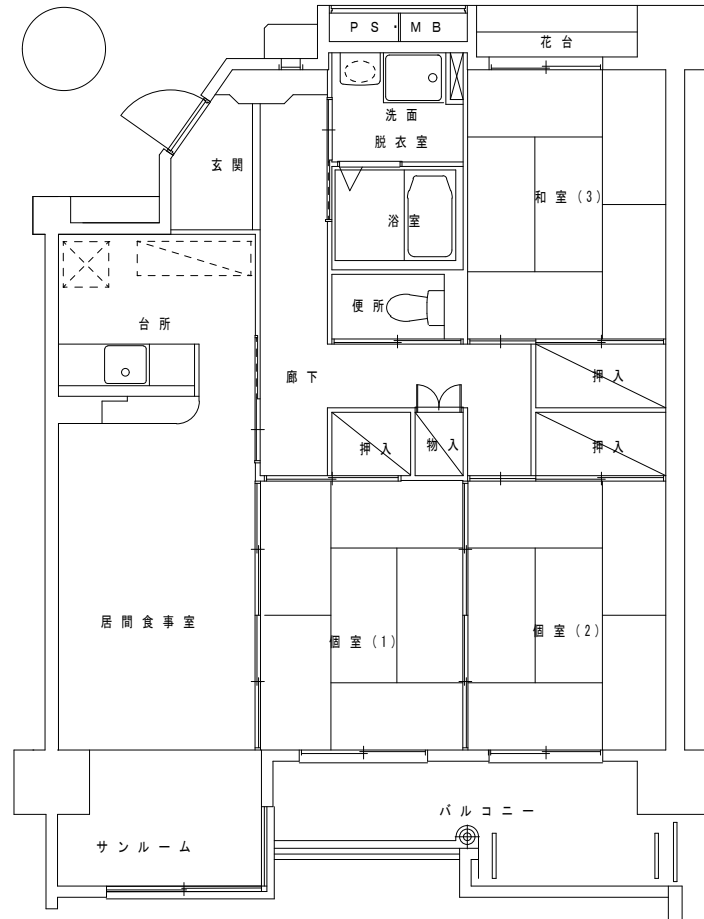 PS・MB
花台
洗面
脱衣室
玄関
和室(3)
浴室
便所
台所
廊下
押入
押入
押入
物入
居間食事室
個室(1)
個室(2)
バルコニー
サンルーム